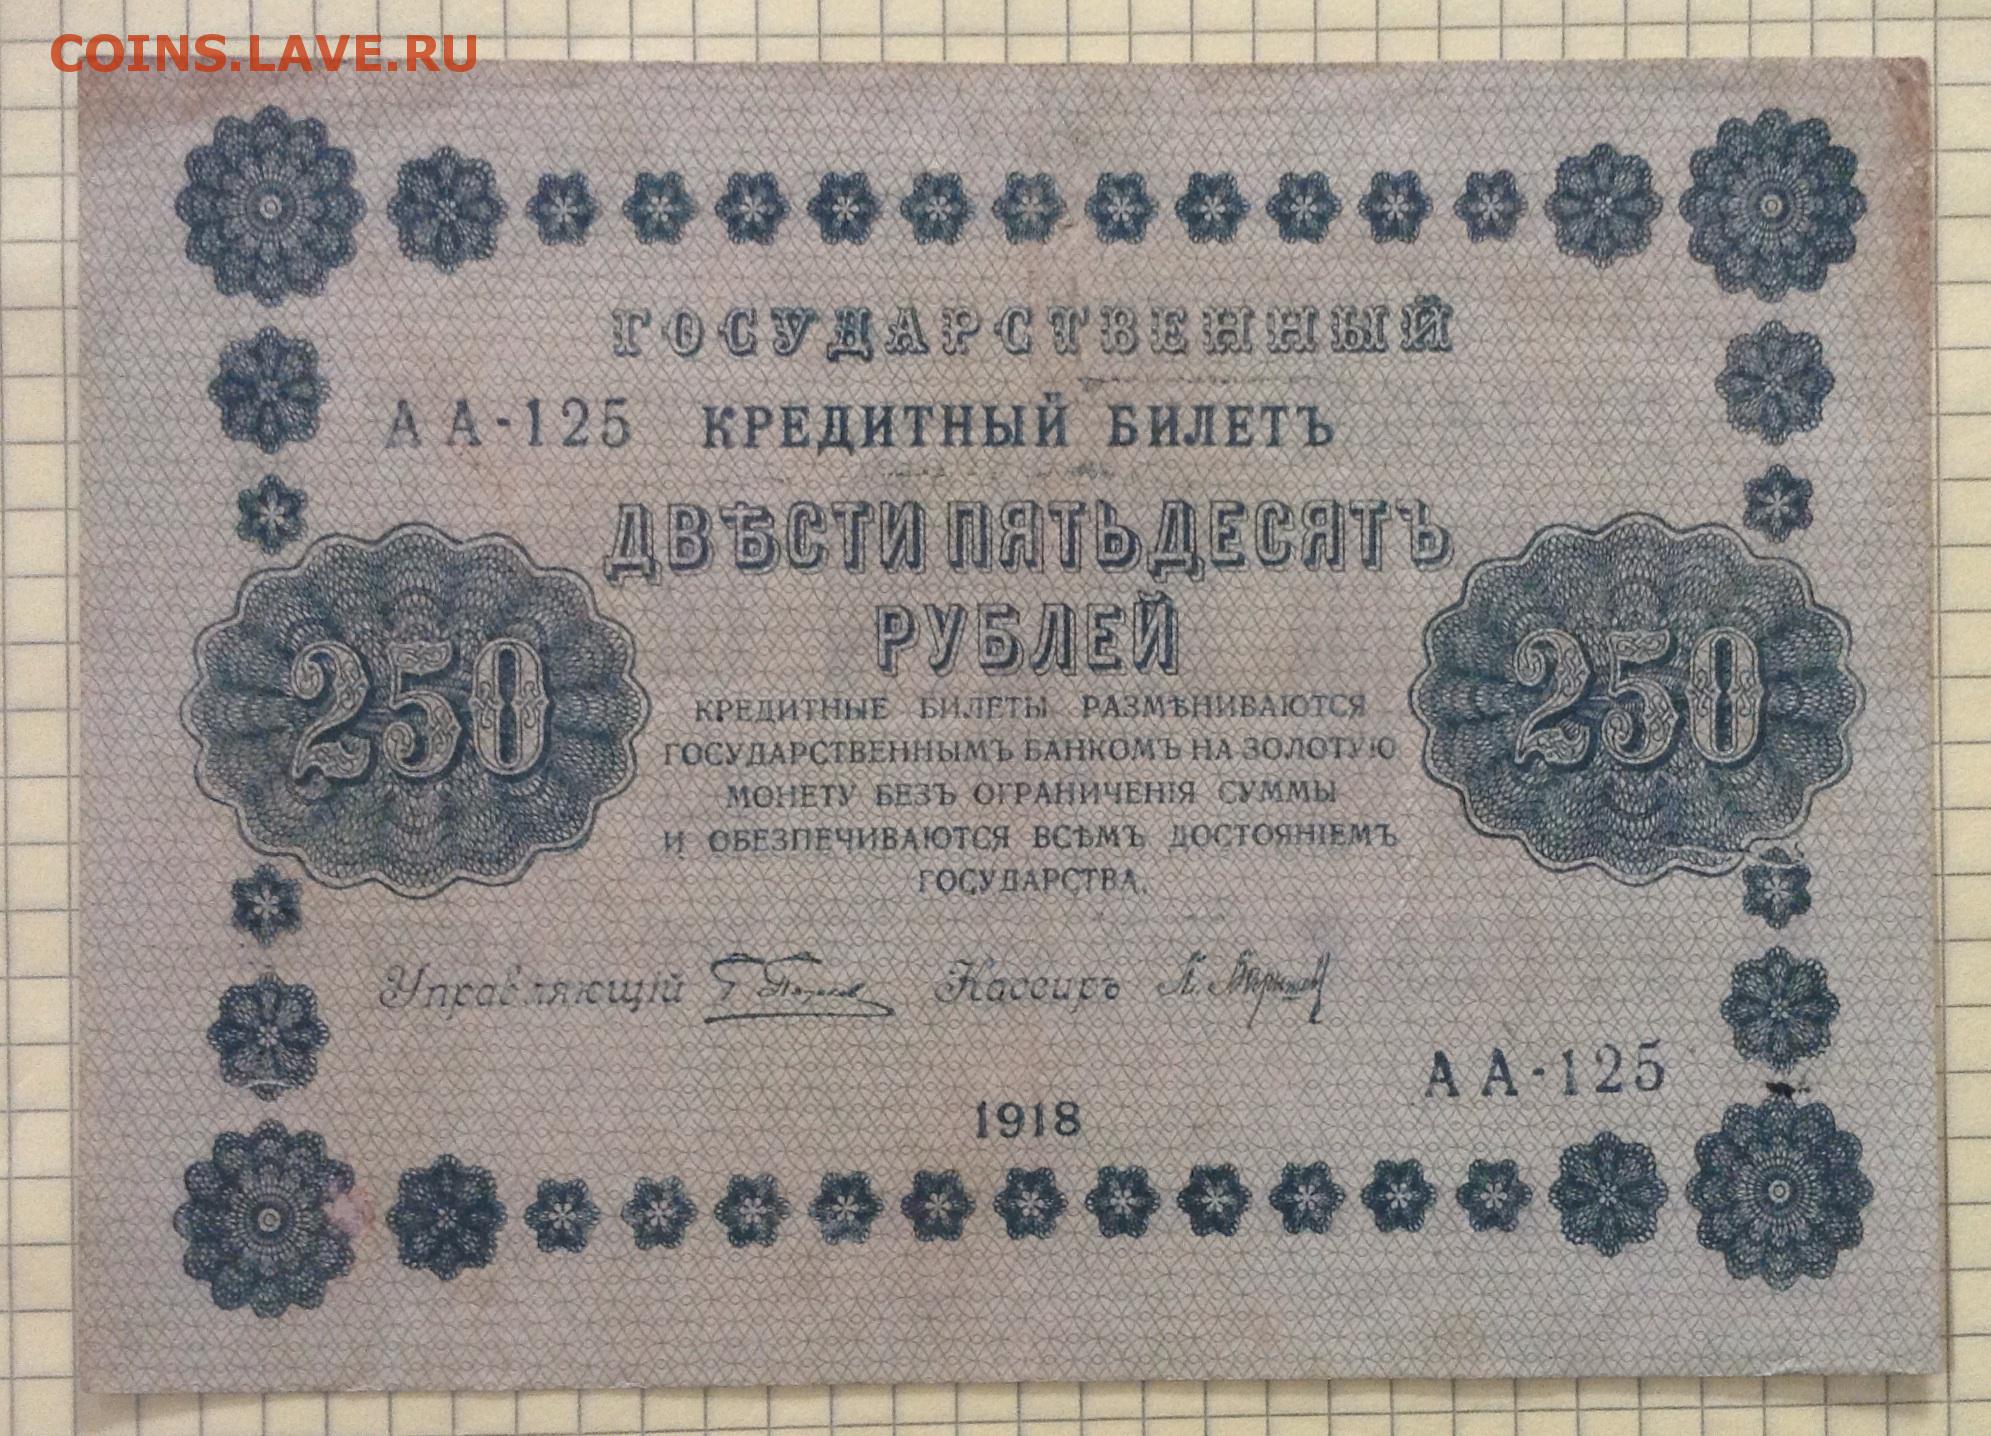 COINS.LAVE.RU
ГОСУДАРСТВЕННЫЙ
АА-125 КРЕДИТНЫЙ БИЛЕТЪ
ДВѢСТИ ПЯТЬДЕСЯТЪ
РУБЛЕЙ
250 250
КРЕДИТНЫЕ БИЛЕТЫ РАЗМѢНИВАЮТСЯ
ГОСУДАРСТВЕННЫМЪ БАНКОМЪ НА ЗОЛОТУЮ
МОНЕТУ БЕЗЪ ОГРАНИЧЕНІЯ СУММЫ
И ОБЕЗПЕЧИВАЮТСЯ ВСѢМЪ ДОСТОЯНІЕМЪ
ГОСУДАРСТВА.
Управляющій Кассиръ
АА-125
1918